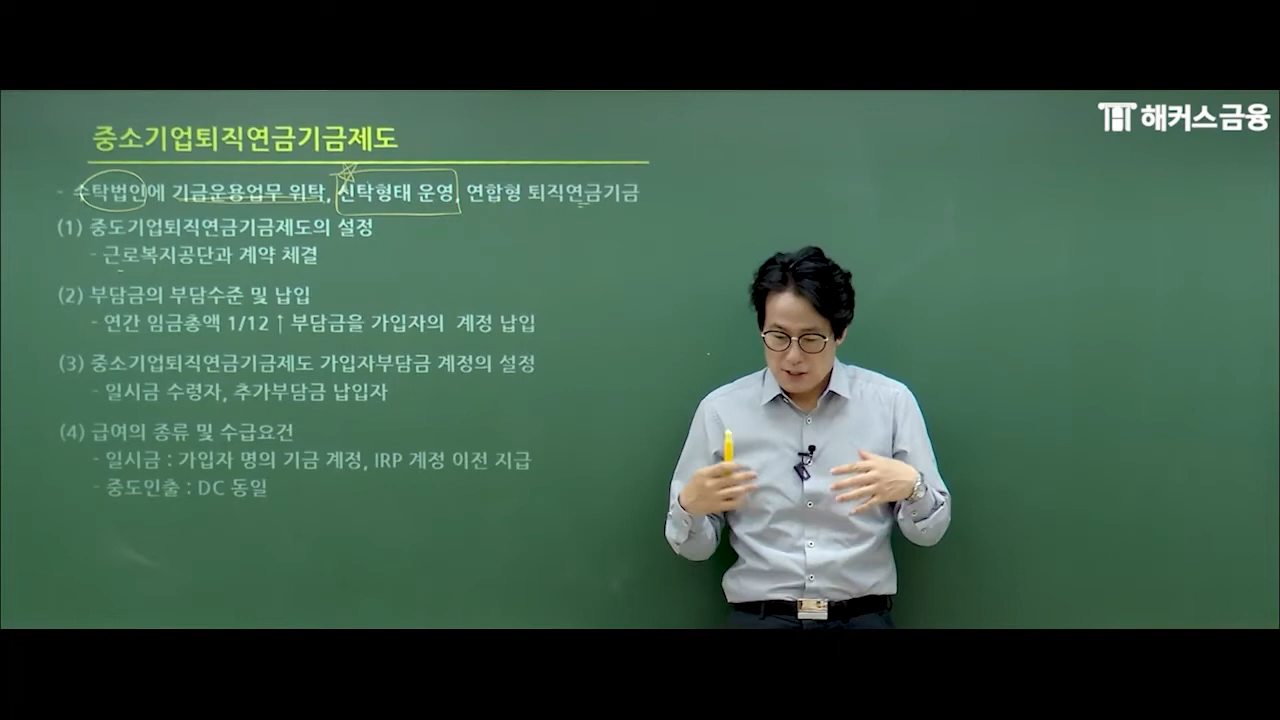 해커스금융
중소기업퇴직연금기금제도
- 수탁법인에 기금운용업무 위탁, 신탁형태 운영, 연합형 퇴직연금기금
(1) 중도기업퇴직연금기금제도의 설정
- 근로복지공단과 계약 체결
(2) 부담금의 부담수준 및 납입
- 연간 임금총액 1/12 ↑ 부담금을 가입자의 계정 납입
(3) 중소기업퇴직연금기금제도 가입자부담금 계정의 설정
- 일시금 수령자, 추가부담금 납입자
(4) 급여의 종류 및 수급요건
- 일시금 : 가입자 명의 기금 계정, IRP 계정 이전 지급
- 중도인출 : DC 동일